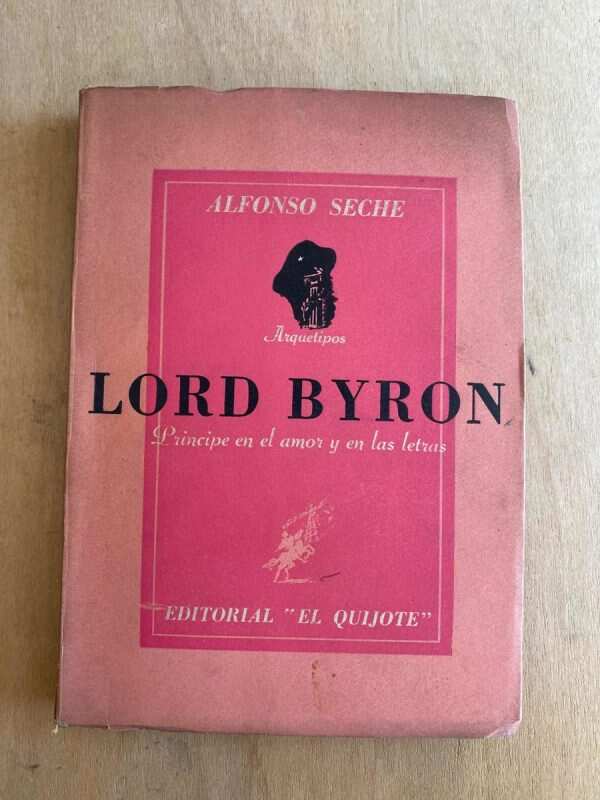 ALFONSO SECHE
Arquetipos
LORD BYRON
Príncipe en el amor y en las letras
EDITORIAL "EL QUIJOTE"